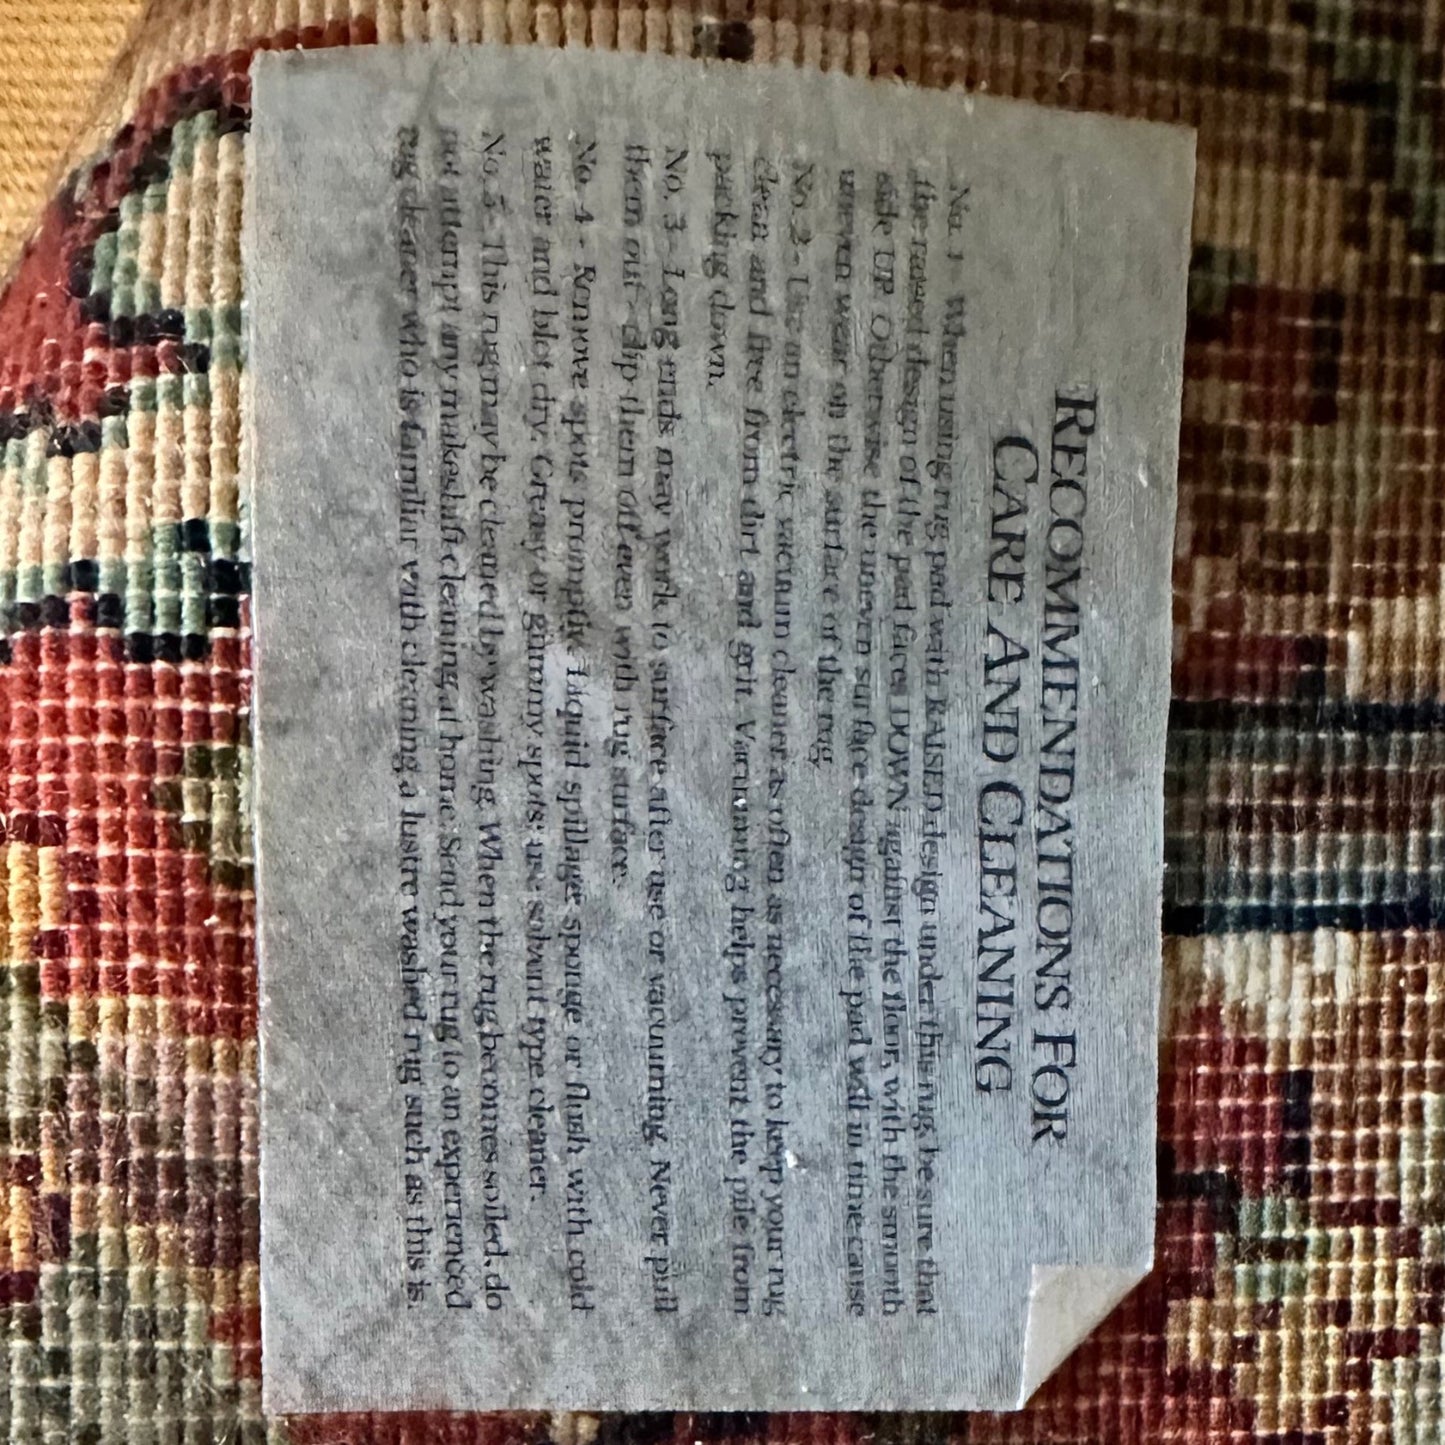 RECOMMENDATIONS FOR
CARE AND CLEANING
No. 1 - When using rug pad with RAISED design under this rug, be sure that
the raised design of the pad faces DOWN against the floor, with the smooth
side UP. Otherwise the uneven surface design of the pad will in time cause
uneven wear on the surface of the rug.
No. 2 - Use an electric vacuum cleaner as often as necessary to keep your rug
clean and free from dirt and grit. Vacuuming helps prevent the pile from
packing down.
No. 3 - Long ends may work to surface after use or vacuuming. Never pull
them out - clip them off even with rug surface.
No. 4 - Remove spots promptly. Liquid spillage: sponge or flush with cold
water and blot dry. Greasy or gummy spots: use solvent type cleaner.
No. 5 - This rug may be cleaned by washing. When the rug becomes soiled, do
not attempt any makeshift cleaning at home. Send your rug to an experienced
rug cleaner who is familiar with cleaning a lustre washed rug such as this is.